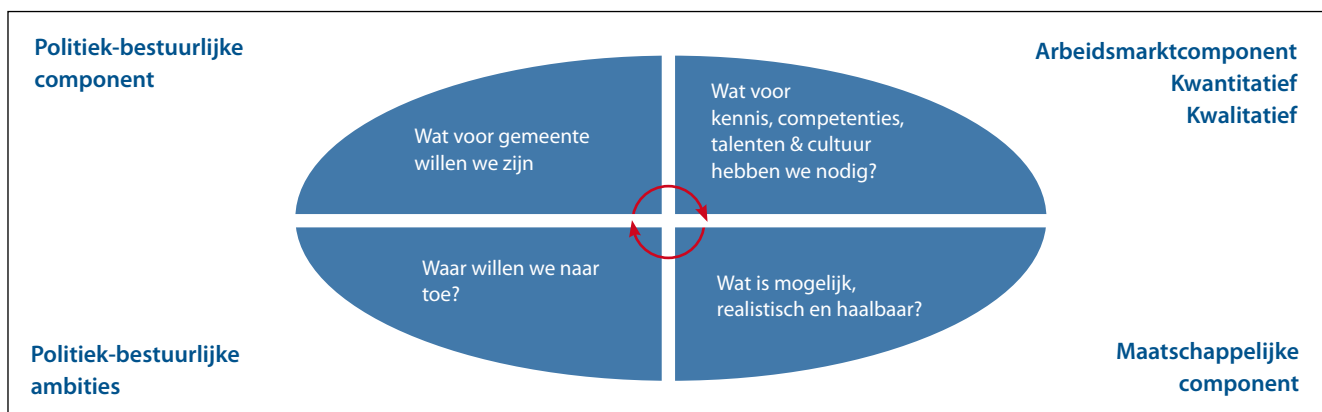 Politiek-bestuurlijke
component
Arbeidsmarktcomponent
Kwantitatief
Kwalitatief
Wat voor gemeente
willen we zijn
Wat voor
kennis, competenties,
talenten & cultuur
hebben we nodig?
Waar willen we naar
toe?
Wat is mogelijk,
realistisch en haalbaar?
Politiek-bestuurlijke
ambities
Maatschappelijke
component